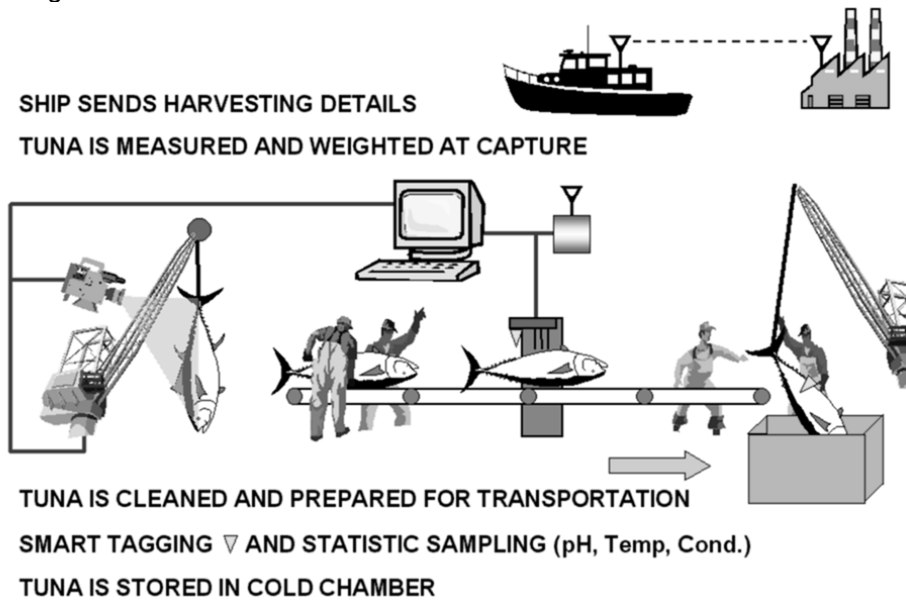 SHIP SENDS HARVESTING DETAILS
TUNA IS MEASURED AND WEIGHTED AT CAPTURE
TUNA IS CLEANED AND PREPARED FOR TRANSPORTATION
SMART TAGGING ▽ AND STATISTIC SAMPLING (pH, Temp, Cond.)
TUNA IS STORED IN COLD CHAMBER